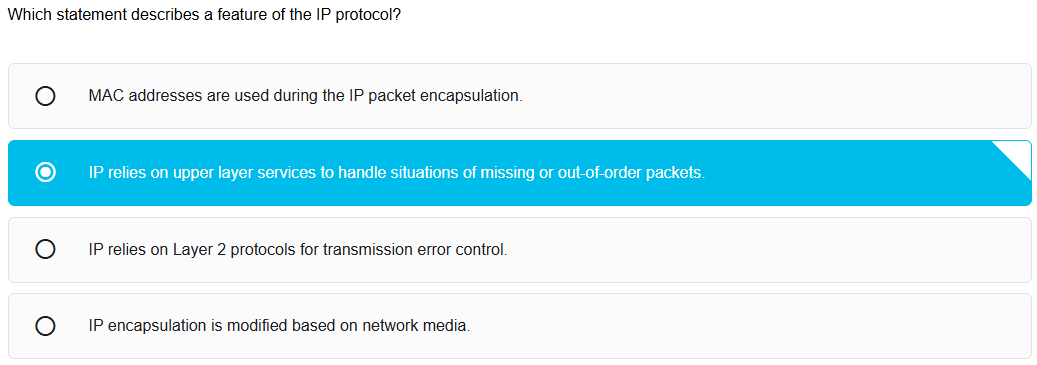 Which statement describes a feature of the IP protocol?
MAC addresses are used during the IP packet encapsulation.
IP relies on upper layer services to handle situations of missing or out-of-order packets.
IP relies on Layer 2 protocols for transmission error control.
IP encapsulation is modified based on network media.